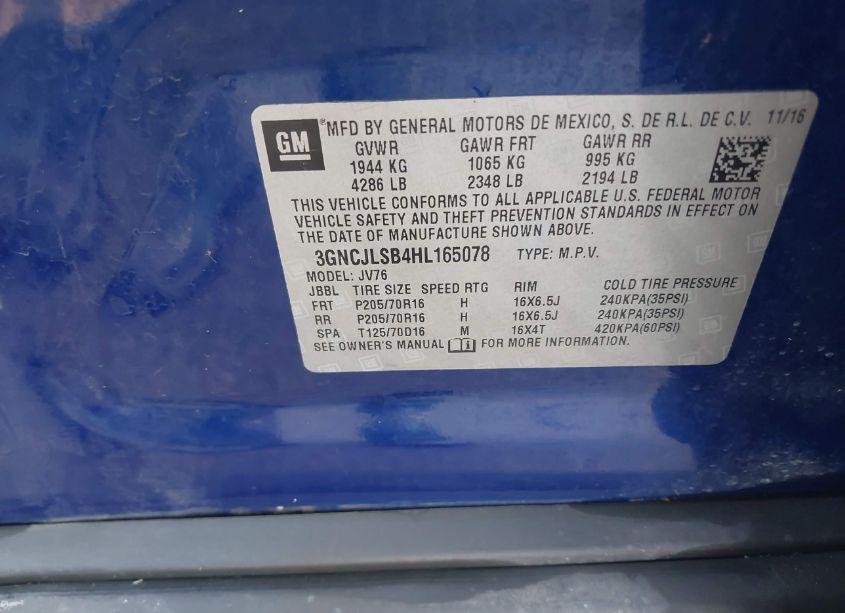 GM ®MFD BY GENERAL MOTORS DE MEXICO, S. DE R.L. DE C.V. 11/16
GVWR GAWR FRT GAWR RR
1944 KG 1065 KG 995 KG
4286 LB 2348 LB 2194 LB
THIS VEHICLE CONFORMS TO ALL APPLICABLE U.S. FEDERAL MOTOR
VEHICLE SAFETY AND THEFT PREVENTION STANDARDS IN EFFECT ON
THE DATE OF MANUFACTURE SHOWN ABOVE.
3GNCJLSB4HL165078 TYPE: M.P.V.
MODEL: JV76
JBBL TIRE SIZE SPEED RTG RIM COLD TIRE PRESSURE
FRT P205/70R16 H 16X6.5J 240KPA(35PSI)
RR P205/70R16 H 16X6.5J 240KPA(35PSI)
SPA T125/70D16 M 16X4T 420KPA(60PSI)
SEE OWNER'S MANUAL FOR MORE INFORMATION.